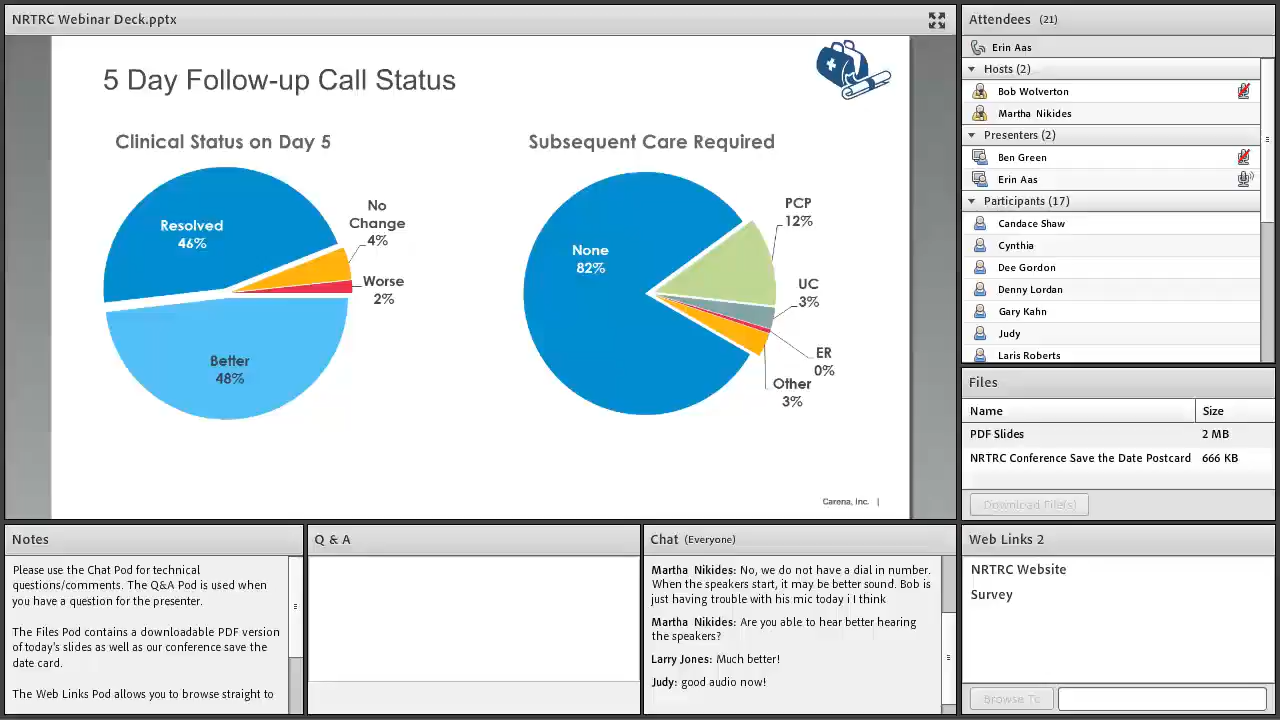 NRTRC Webinar Deck.pptx
5 Day Follow-up Call Status
Clinical Status on Day 5
Resolved
46%
No
Change
4%
Worse
2%
Better
48%
Subsequent Care Required
None
82%
PCP
12%
UC
3%
ER
0%
Other
3%
Carena, Inc. |
Attendees (21)
Erin Aas
Hosts (2)
Bob Wolverton
Martha Nikides
Presenters (2)
Ben Green
Erin Aas
Participants (17)
Candace Shaw
Cynthia
Dee Gordon
Denny Lordan
Gary Kahn
Judy
Laris Roberts
Files
Name Size
PDF Slides 2 MB
NRTRC Conference Save the Date Postcard 666 KB
Download File(s)
Notes
Please use the Chat Pod for technical
questions/comments. The Q&A Pod is used when
you have a question for the presenter.
The Files Pod contains a downloadable PDF version
of today's slides as well as our conference save the
date card.
The Web Links Pod allows you to browse straight to
Q & A
Chat (Everyone)
Martha Nikides: No, we do not have a dial in number.
When the speakers start, it may be better sound. Bob is
just having trouble with his mic today i I think
Martha Nikides: Are you able to hear better hearing
the speakers?
Larry Jones: Much better!
Judy: good audio now!
Web Links 2
NRTRC Website
Survey
Browse To